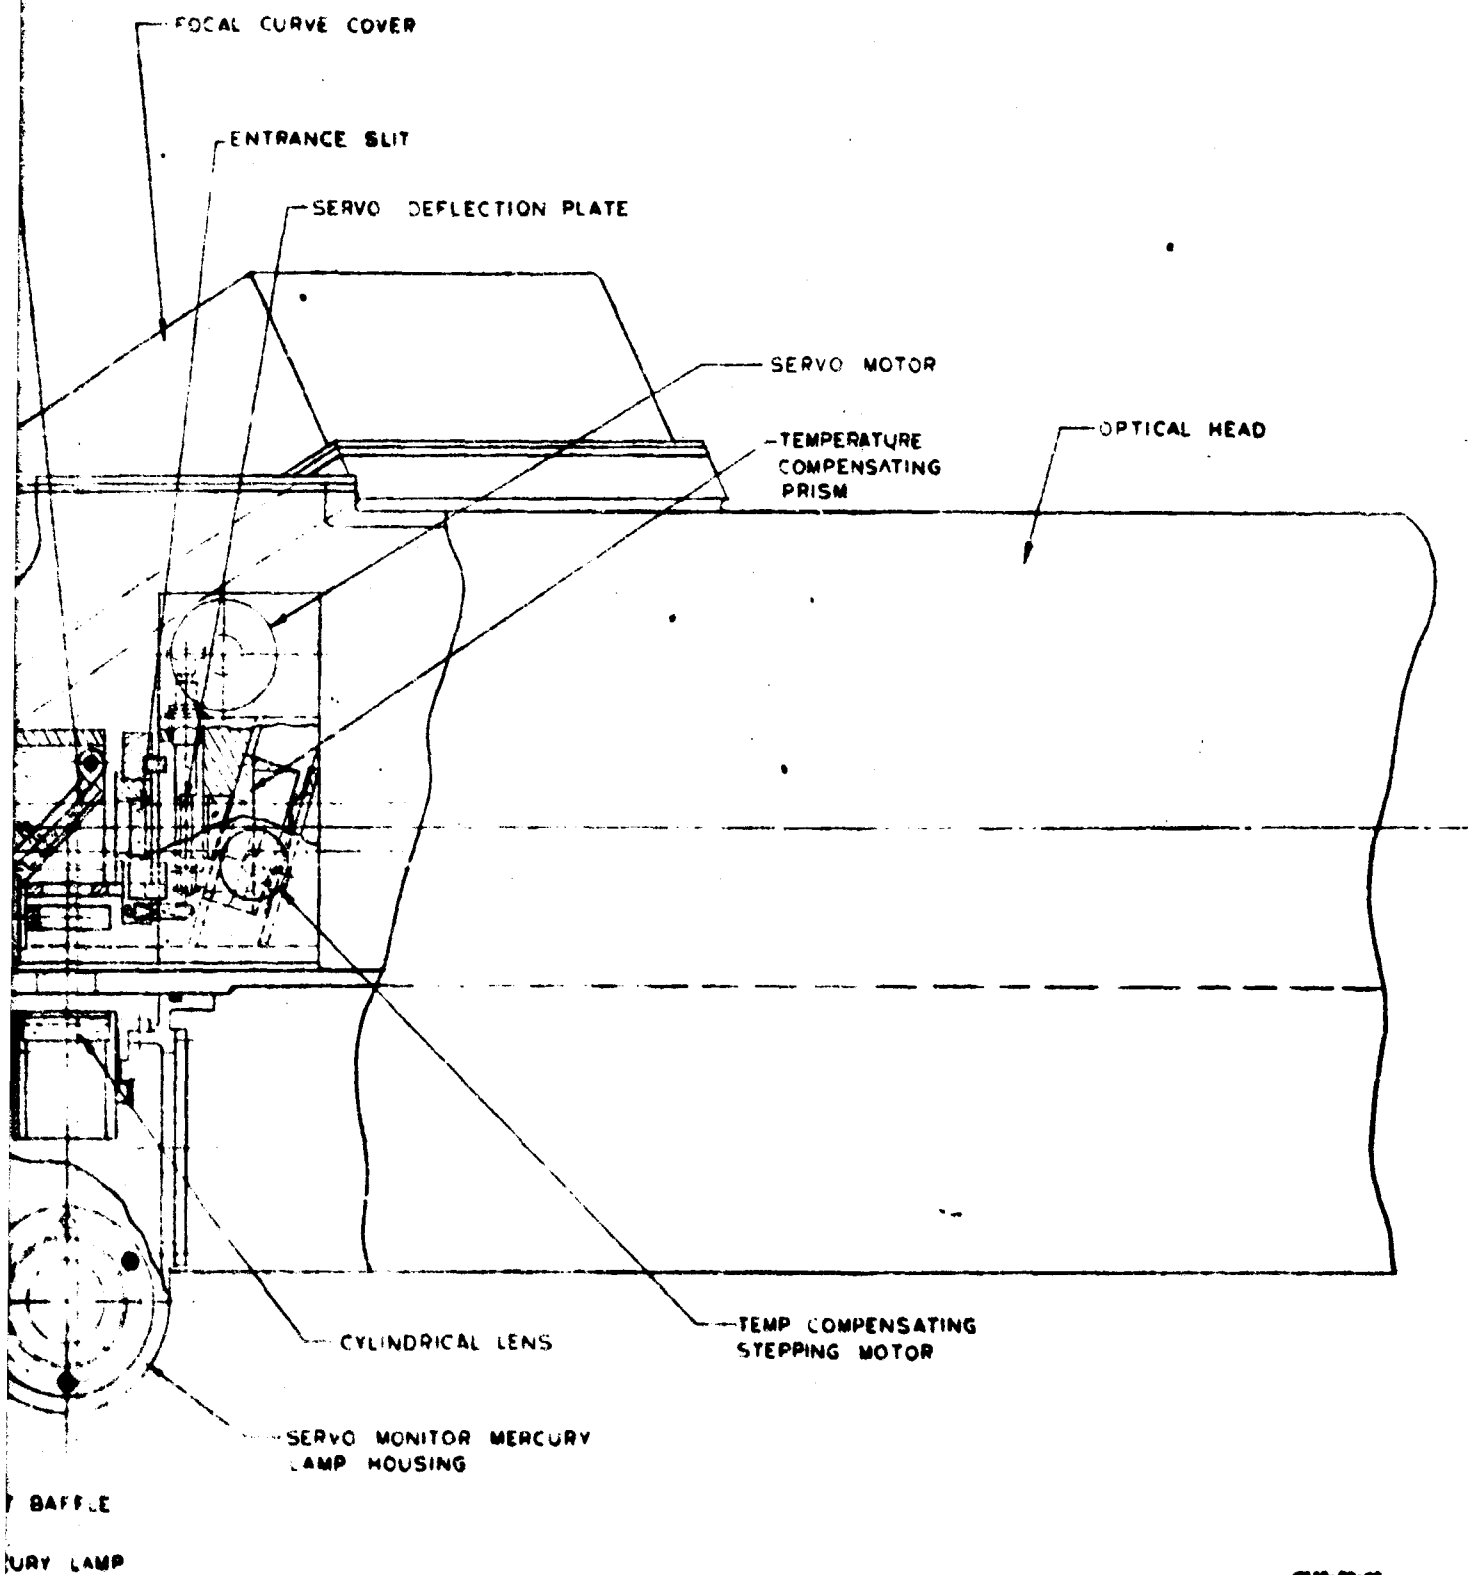 FOCAL CURVE COVER
ENTRANCE SLIT
SERVO DEFLECTION PLATE
SERVO MOTOR
OPTICAL HEAD
TEMPERATURE
COMPENSATING
PRISM
TEMP COMPENSATING
STEPPING MOTOR
CYLINDRICAL LENS
SERVO MONITOR MERCURY
LAMP HOUSING
BAFFLE
URY LAMP